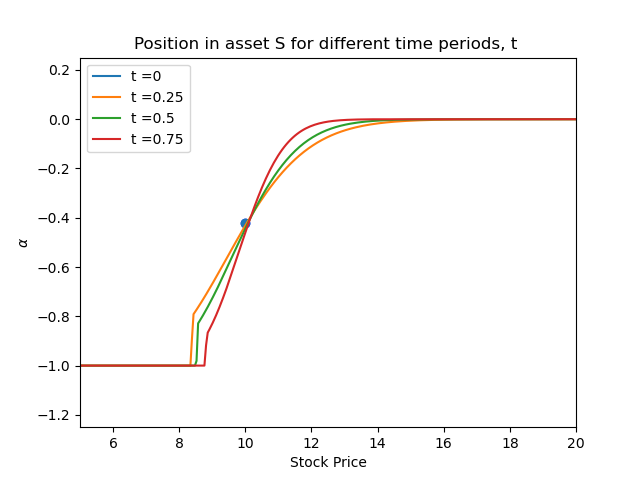 Position in asset S for different time periods, t
t =0
t =0.25
t =0.5
t =0.75
0.2
0.0
−0.2
−0.4
−0.6
−0.8
−1.0
−1.2
α
6
8
10
12
14
16
18
20
Stock Price